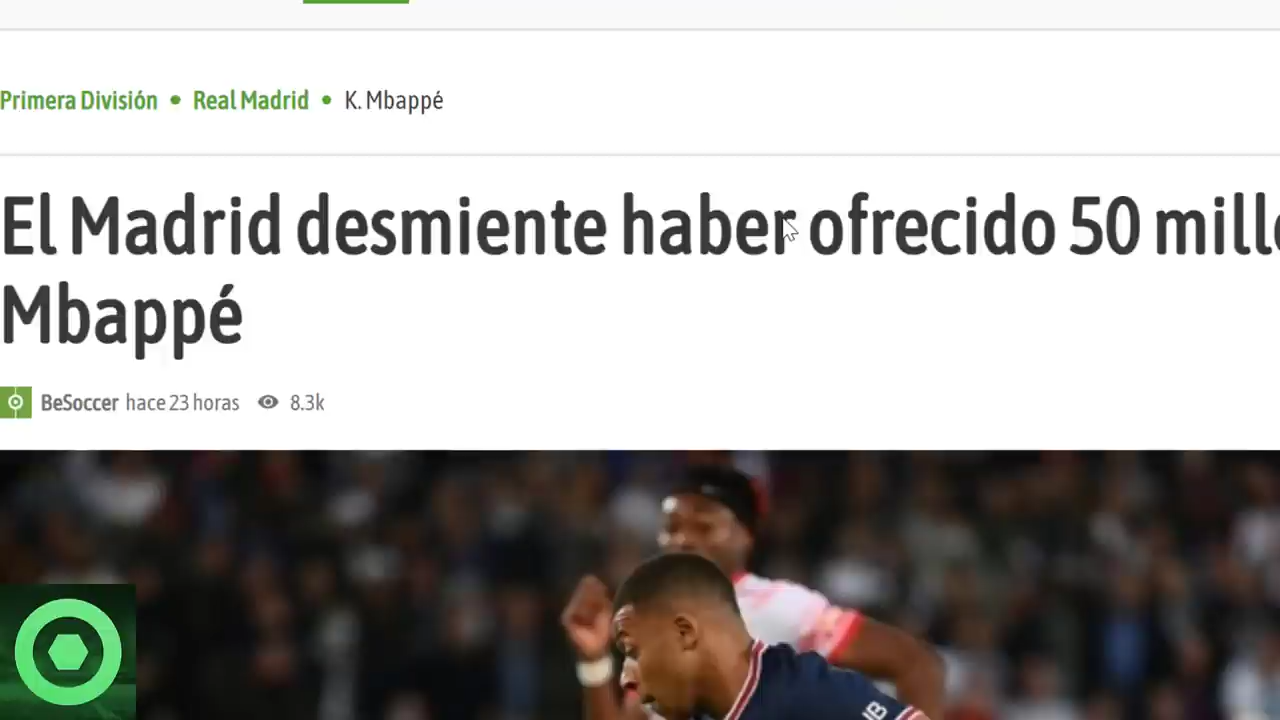 Primera División • Real Madrid • K. Mbappé
El Madrid desmiente haber ofrecido 50
Mbappé
BeSoccer hace 23 horas 8.3k